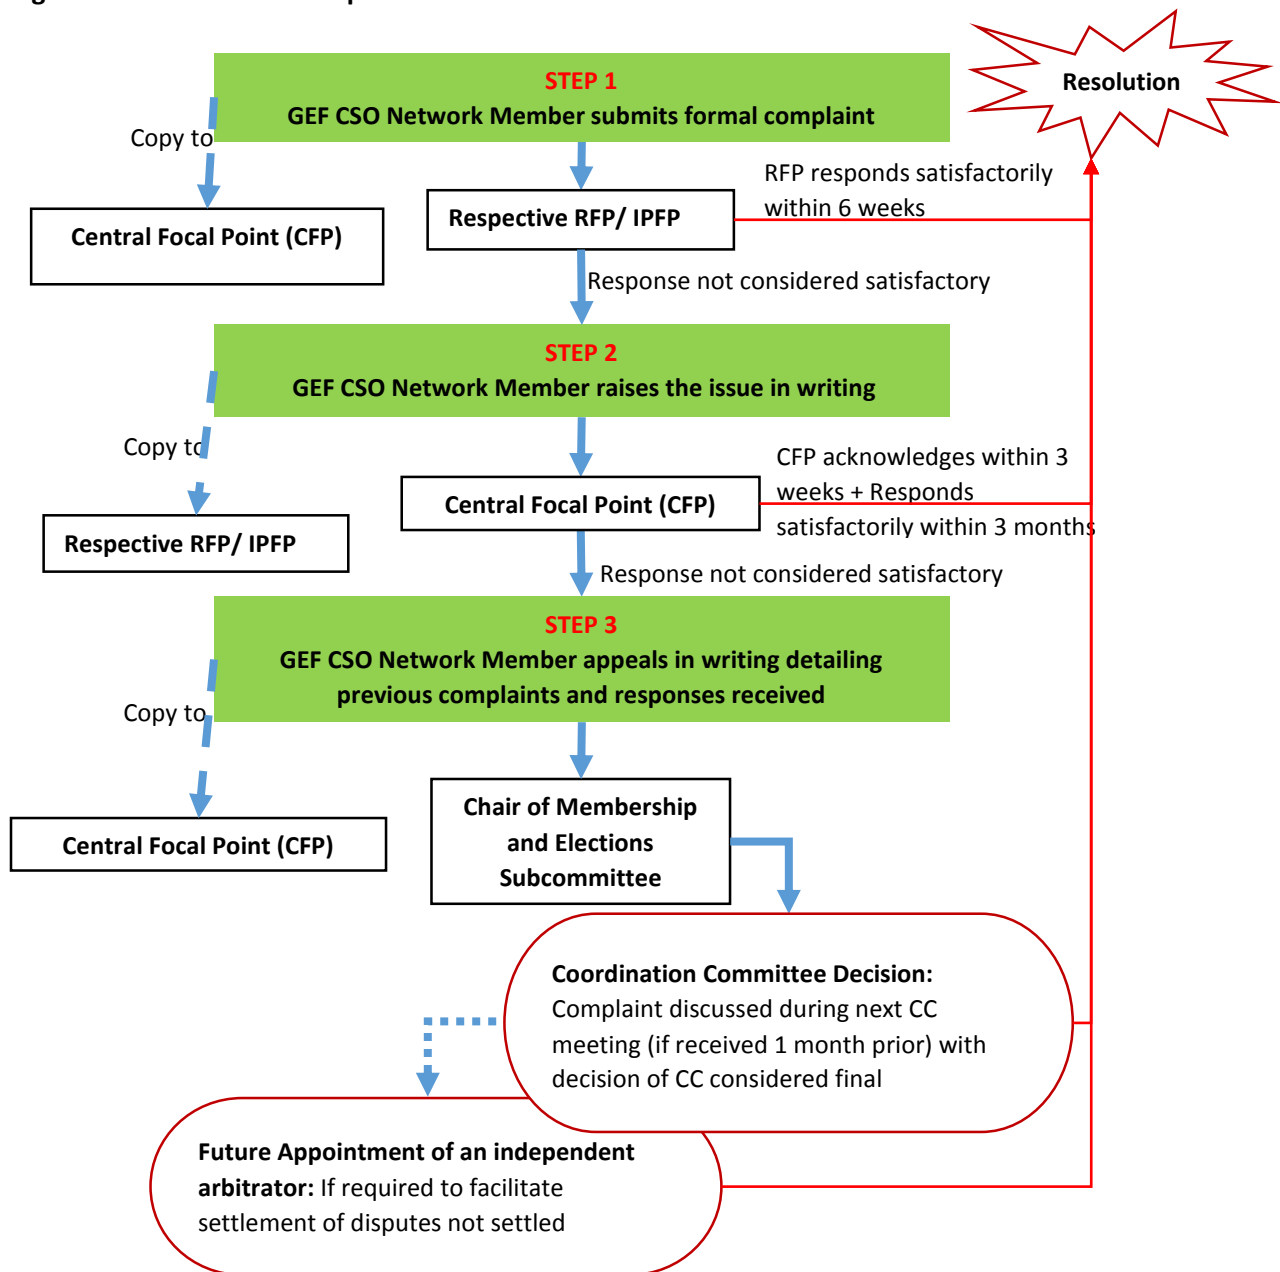 STEP 1
GEF CSO Network Member submits formal complaint
Resolution
Copy to
RFP responds satisfactorily
within 6 weeks
Central Focal Point (CFP)
Respective RFP/ IPFP
Response not considered satisfactory
STEP 2
GEF CSO Network Member raises the issue in writing
Copy to
CFP acknowledges within 3
weeks + Responds
satisfactorily within 3 months
Central Focal Point (CFP)
Respective RFP/ IPFP
Response not considered satisfactory
STEP 3
GEF CSO Network Member appeals in writing detailing
previous complaints and responses received
Copy to
Chair of Membership
and Elections
Subcommittee
Central Focal Point (CFP)
Coordination Committee Decision:
Complaint discussed during next CC
meeting (if received 1 month prior) with
decision of CC considered final
Future Appointment of an independent
arbitrator: If required to facilitate
settlement of disputes not settled